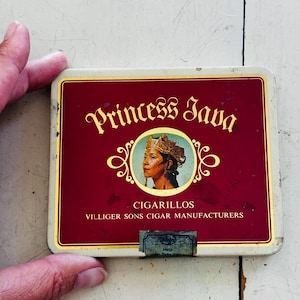 Princess Java
CIGARILLOS
VILLIGER SONS CIGAR MANUFACTURERS